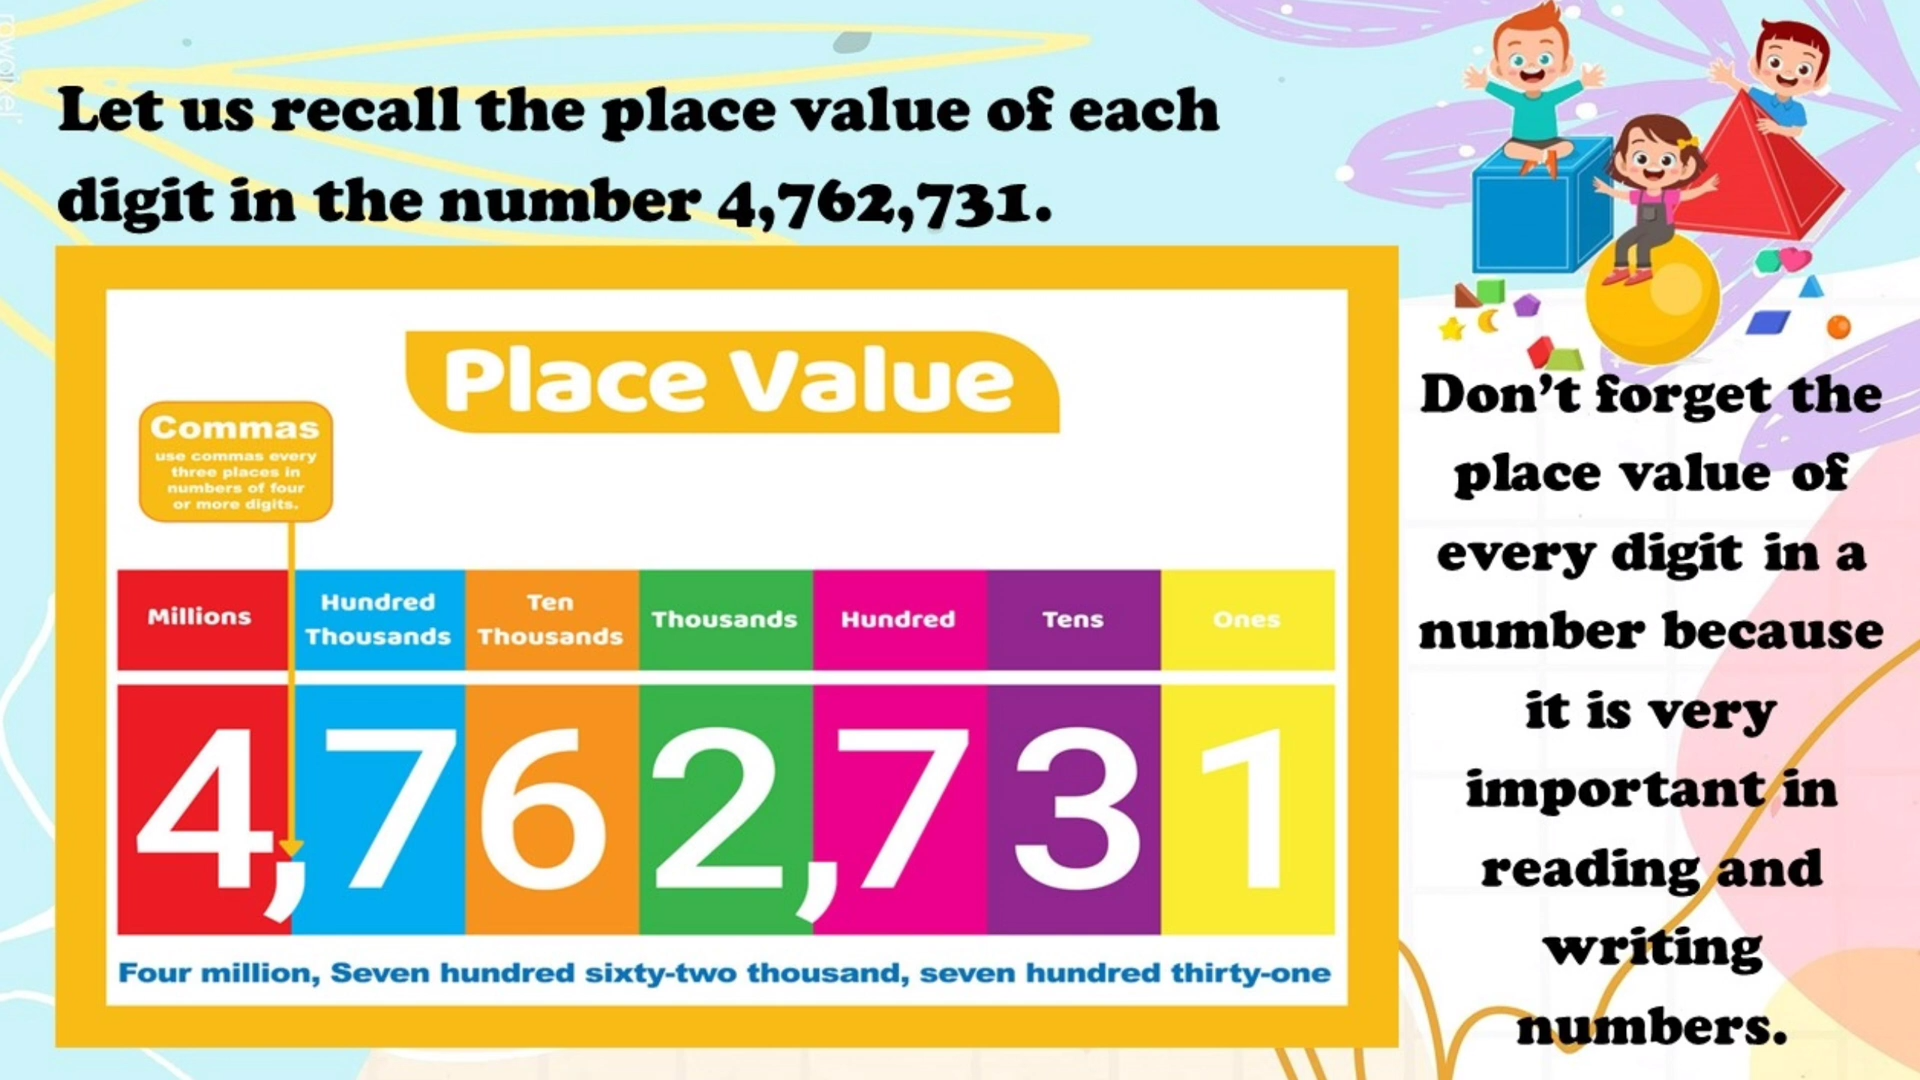 Let us recall the place value of each
digit in the number 4,762,731.
Place Value
Commas
use commas every
three places in
numbers of four
or more digits.
Millions
Hundred
Thousands
Ten
Thousands
Thousands
Hundred
Tens
Ones
4,762,731
Four million, Seven hundred sixty-two thousand, seven hundred thirty-one
Don't forget the
place value of
every digit in a
number because
it is very
important in
reading and
writing
numbers.
rawpixel